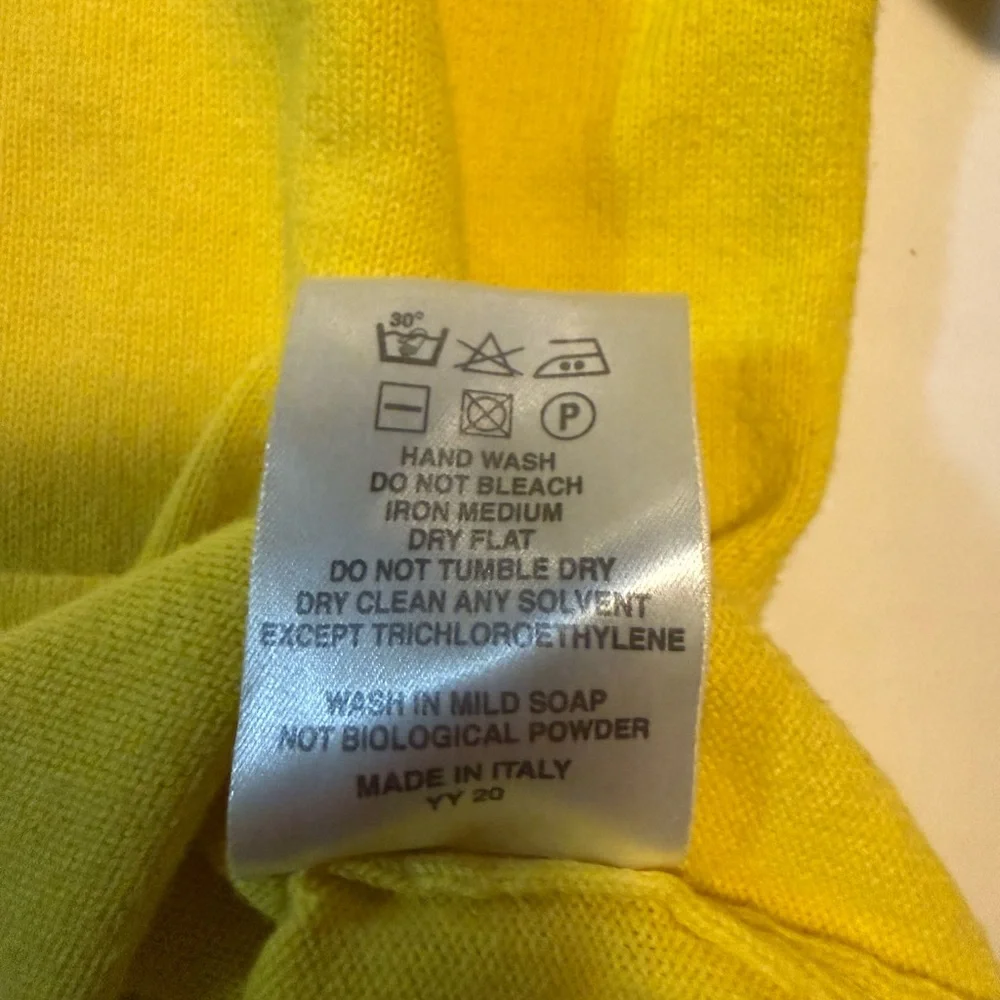 30°
P
HAND WASH
DO NOT BLEACH
IRON MEDIUM
DRY FLAT
DO NOT TUMBLE DRY
DRY CLEAN ANY SOLVENT
EXCEPT TRICHLOROETHYLENE
WASH IN MILD SOAP
NOT BIOLOGICAL POWDER
MADE IN ITALY
YY 20